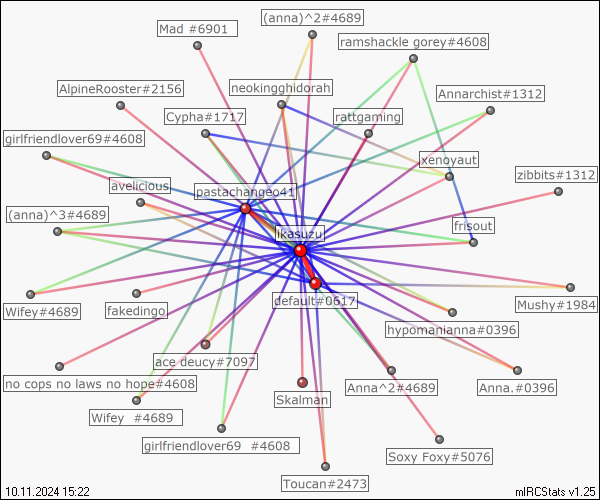 (anna)^2#4689
Mad #6901
ramshackle gorey#4608
AlpineRooster#2156
neokingghidorah
Annarchist#1312
Cypha#1717
rattgaming
girlfriendlover69#4608
xenoyaut
zibbits#1312
avelicious
pastachangeo41
(anna)^3#4689
frisout
Ikasuzu
Wifey#4689
fakedingo
default#0617
Mushy#1984
hypomanianna#0396
ace deucy#7097
no cops no laws no hope#4608
Anna^2#4689
Anna.#0396
Skalman
Wifey #4689
girlfriendlover69 #4608
Soxy Foxy#5076
Toucan#2473
10.11.2024 15:22
mIRCStats v1.25